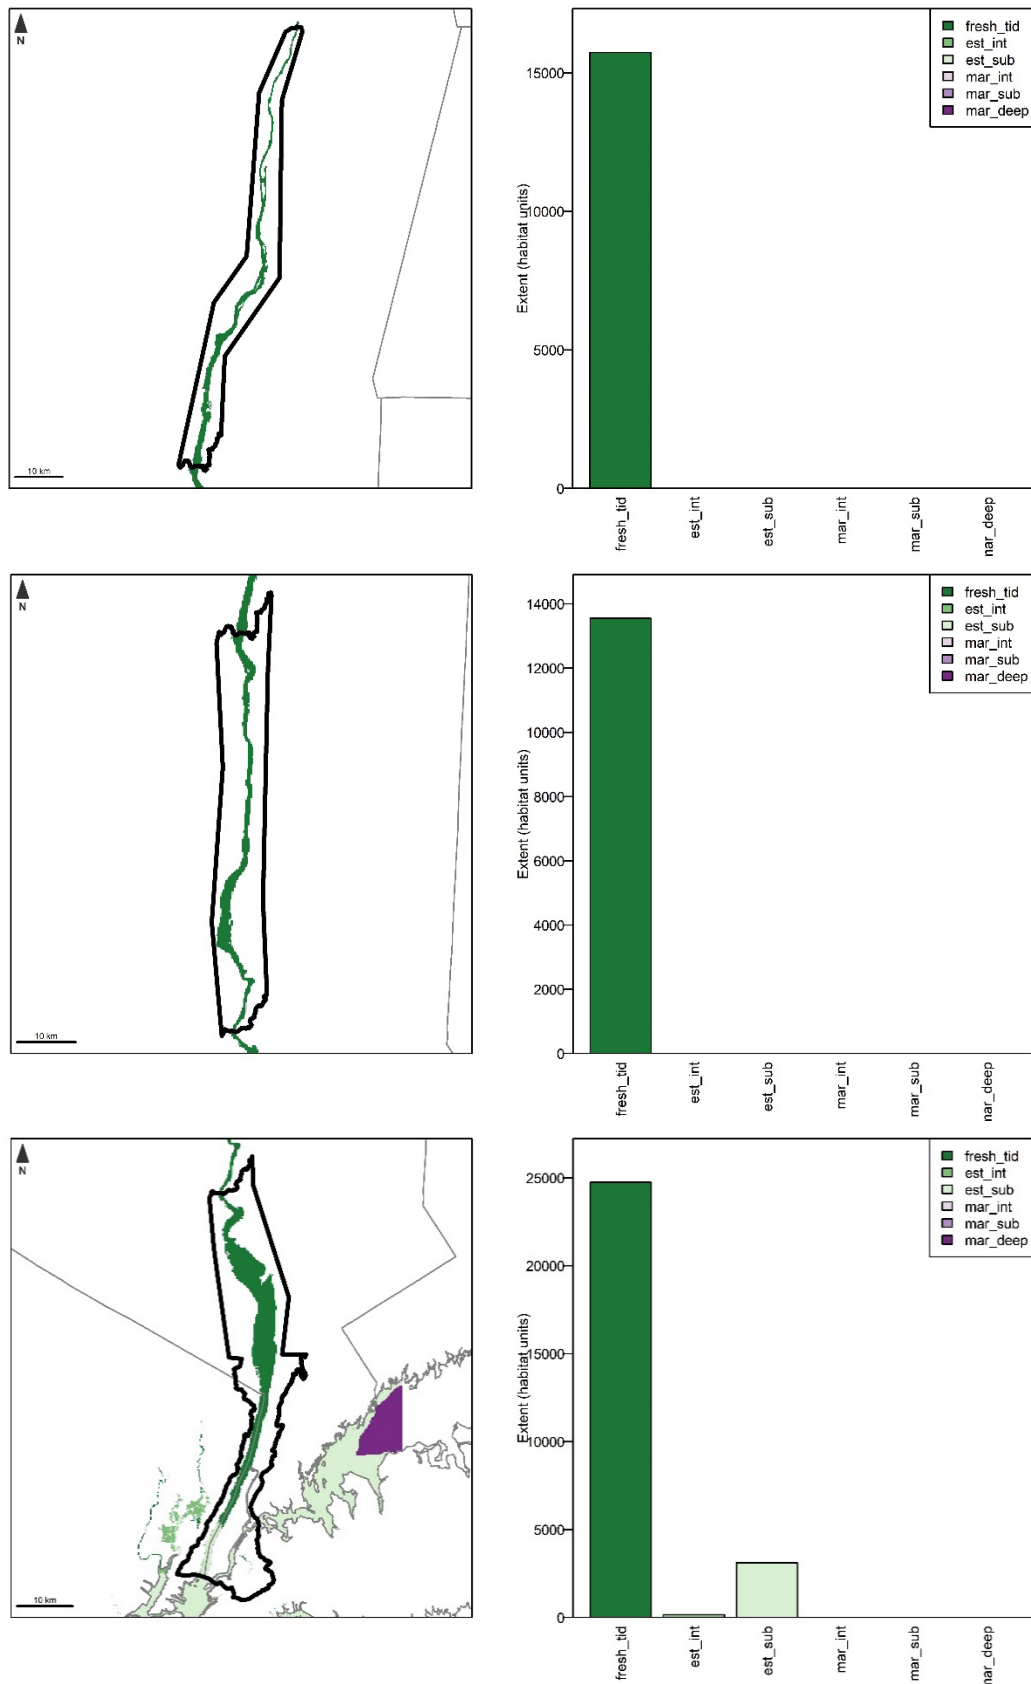 N
10 km
fresh_tid
est_int
est_sub
mar_int
mar_sub
mar_deep
Extent (habitat units)
15000
10000
5000
0
fresh_tid
est_int
est_sub
mar_int
mar_sub
nar_deep
N
10 km
fresh_tid
est_int
est_sub
mar_int
mar_sub
mar_deep
Extent (habitat units)
14000
12000
10000
8000
6000
4000
2000
0
fresh_tid
est_int
est_sub
mar_int
mar_sub
nar_deep
N
10 km
fresh_tid
est_int
est_sub
mar_int
mar_sub
mar_deep
Extent (habitat units)
25000
20000
15000
10000
5000
0
fresh_tid
est_int
est_sub
mar_int
mar_sub
nar_deep